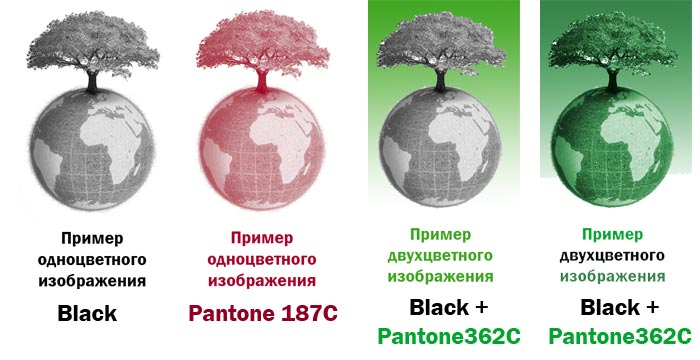 Пример
одноцветного
изображения
Black
Пример
одноцветного
изображения
Pantone 187C
Пример
двухцветного
изображения
Black +
Pantone362C
Пример
двухцветного
изображения
Black +
Pantone362C